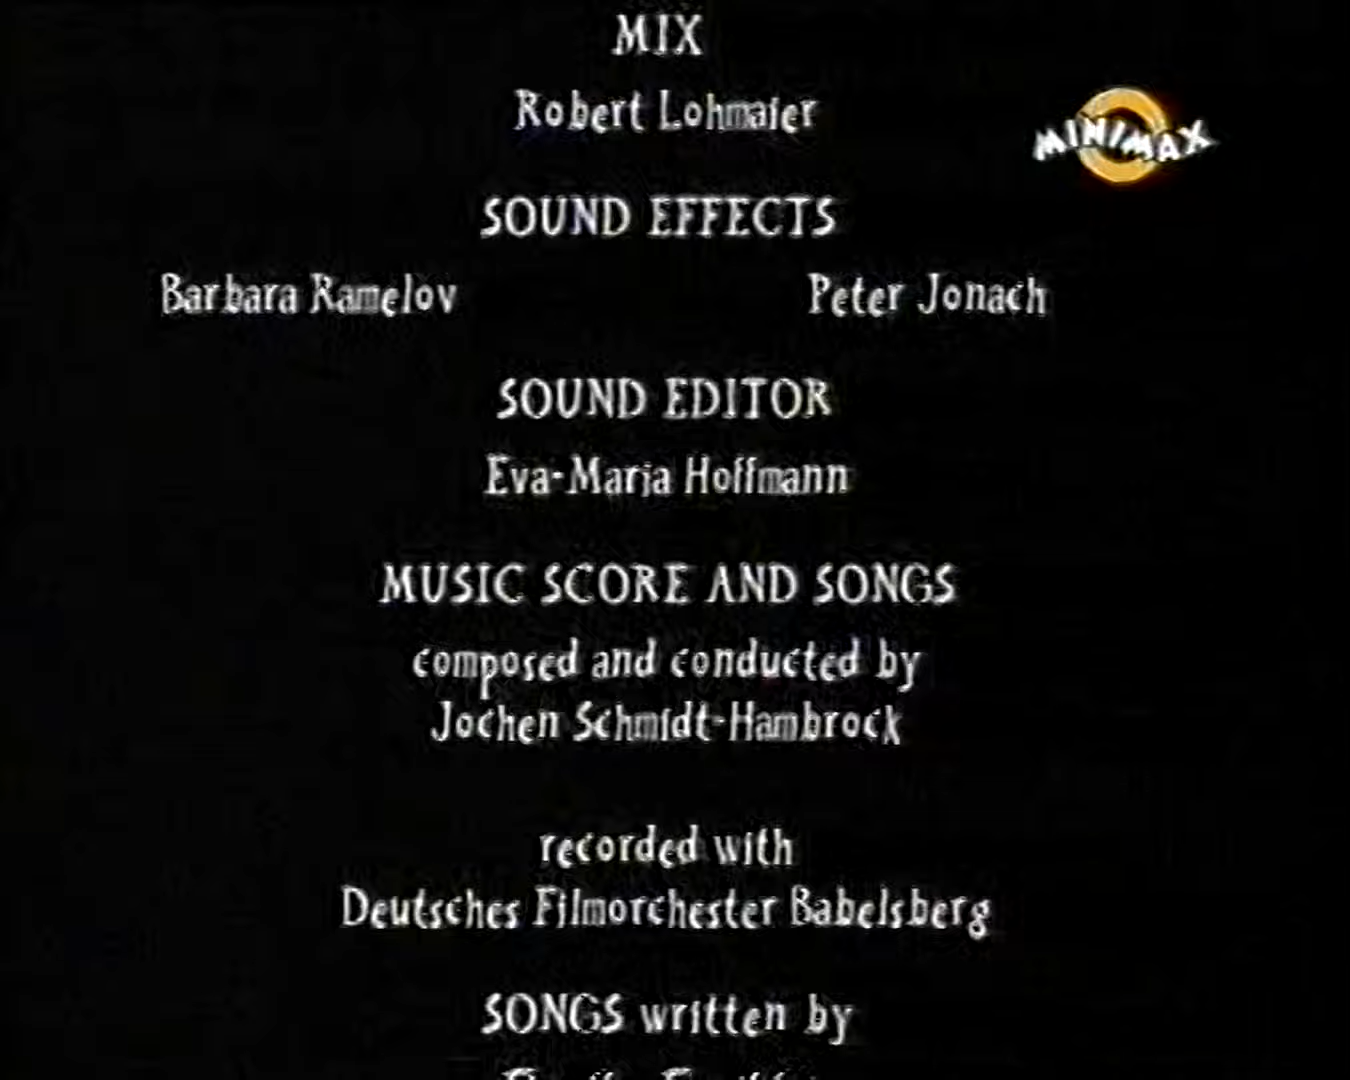 MIX
Robert Lohmaier
MINIMAX
SOUND EFFECTS
Barbara Ramelov Peter Jonach
SOUND EDITOR
Eva-Maria Hoffmann
MUSIC SCORE AND SONGS
composed and conducted by
Jochen Schmidt-Hambrock
recorded with
Deutsches Filmorchester Babelsberg
SONGS written by